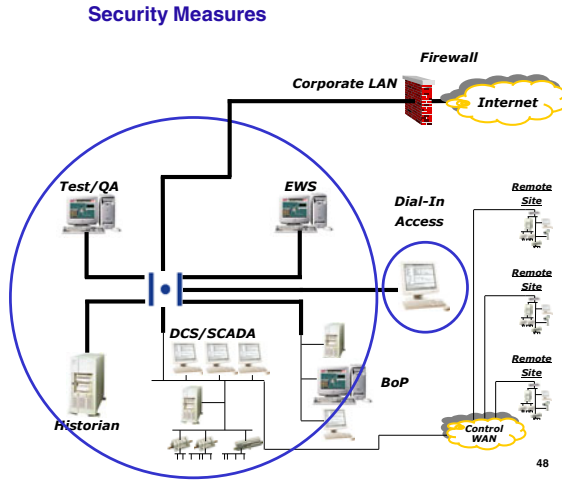 Security Measures
Firewall
Corporate LAN
Internet
Test/QA
EWS
Dial-In
Access
Remote
Site
Remote
Site
DCS/SCADA
Remote
Site
BoP
Historian
Control
WAN
48